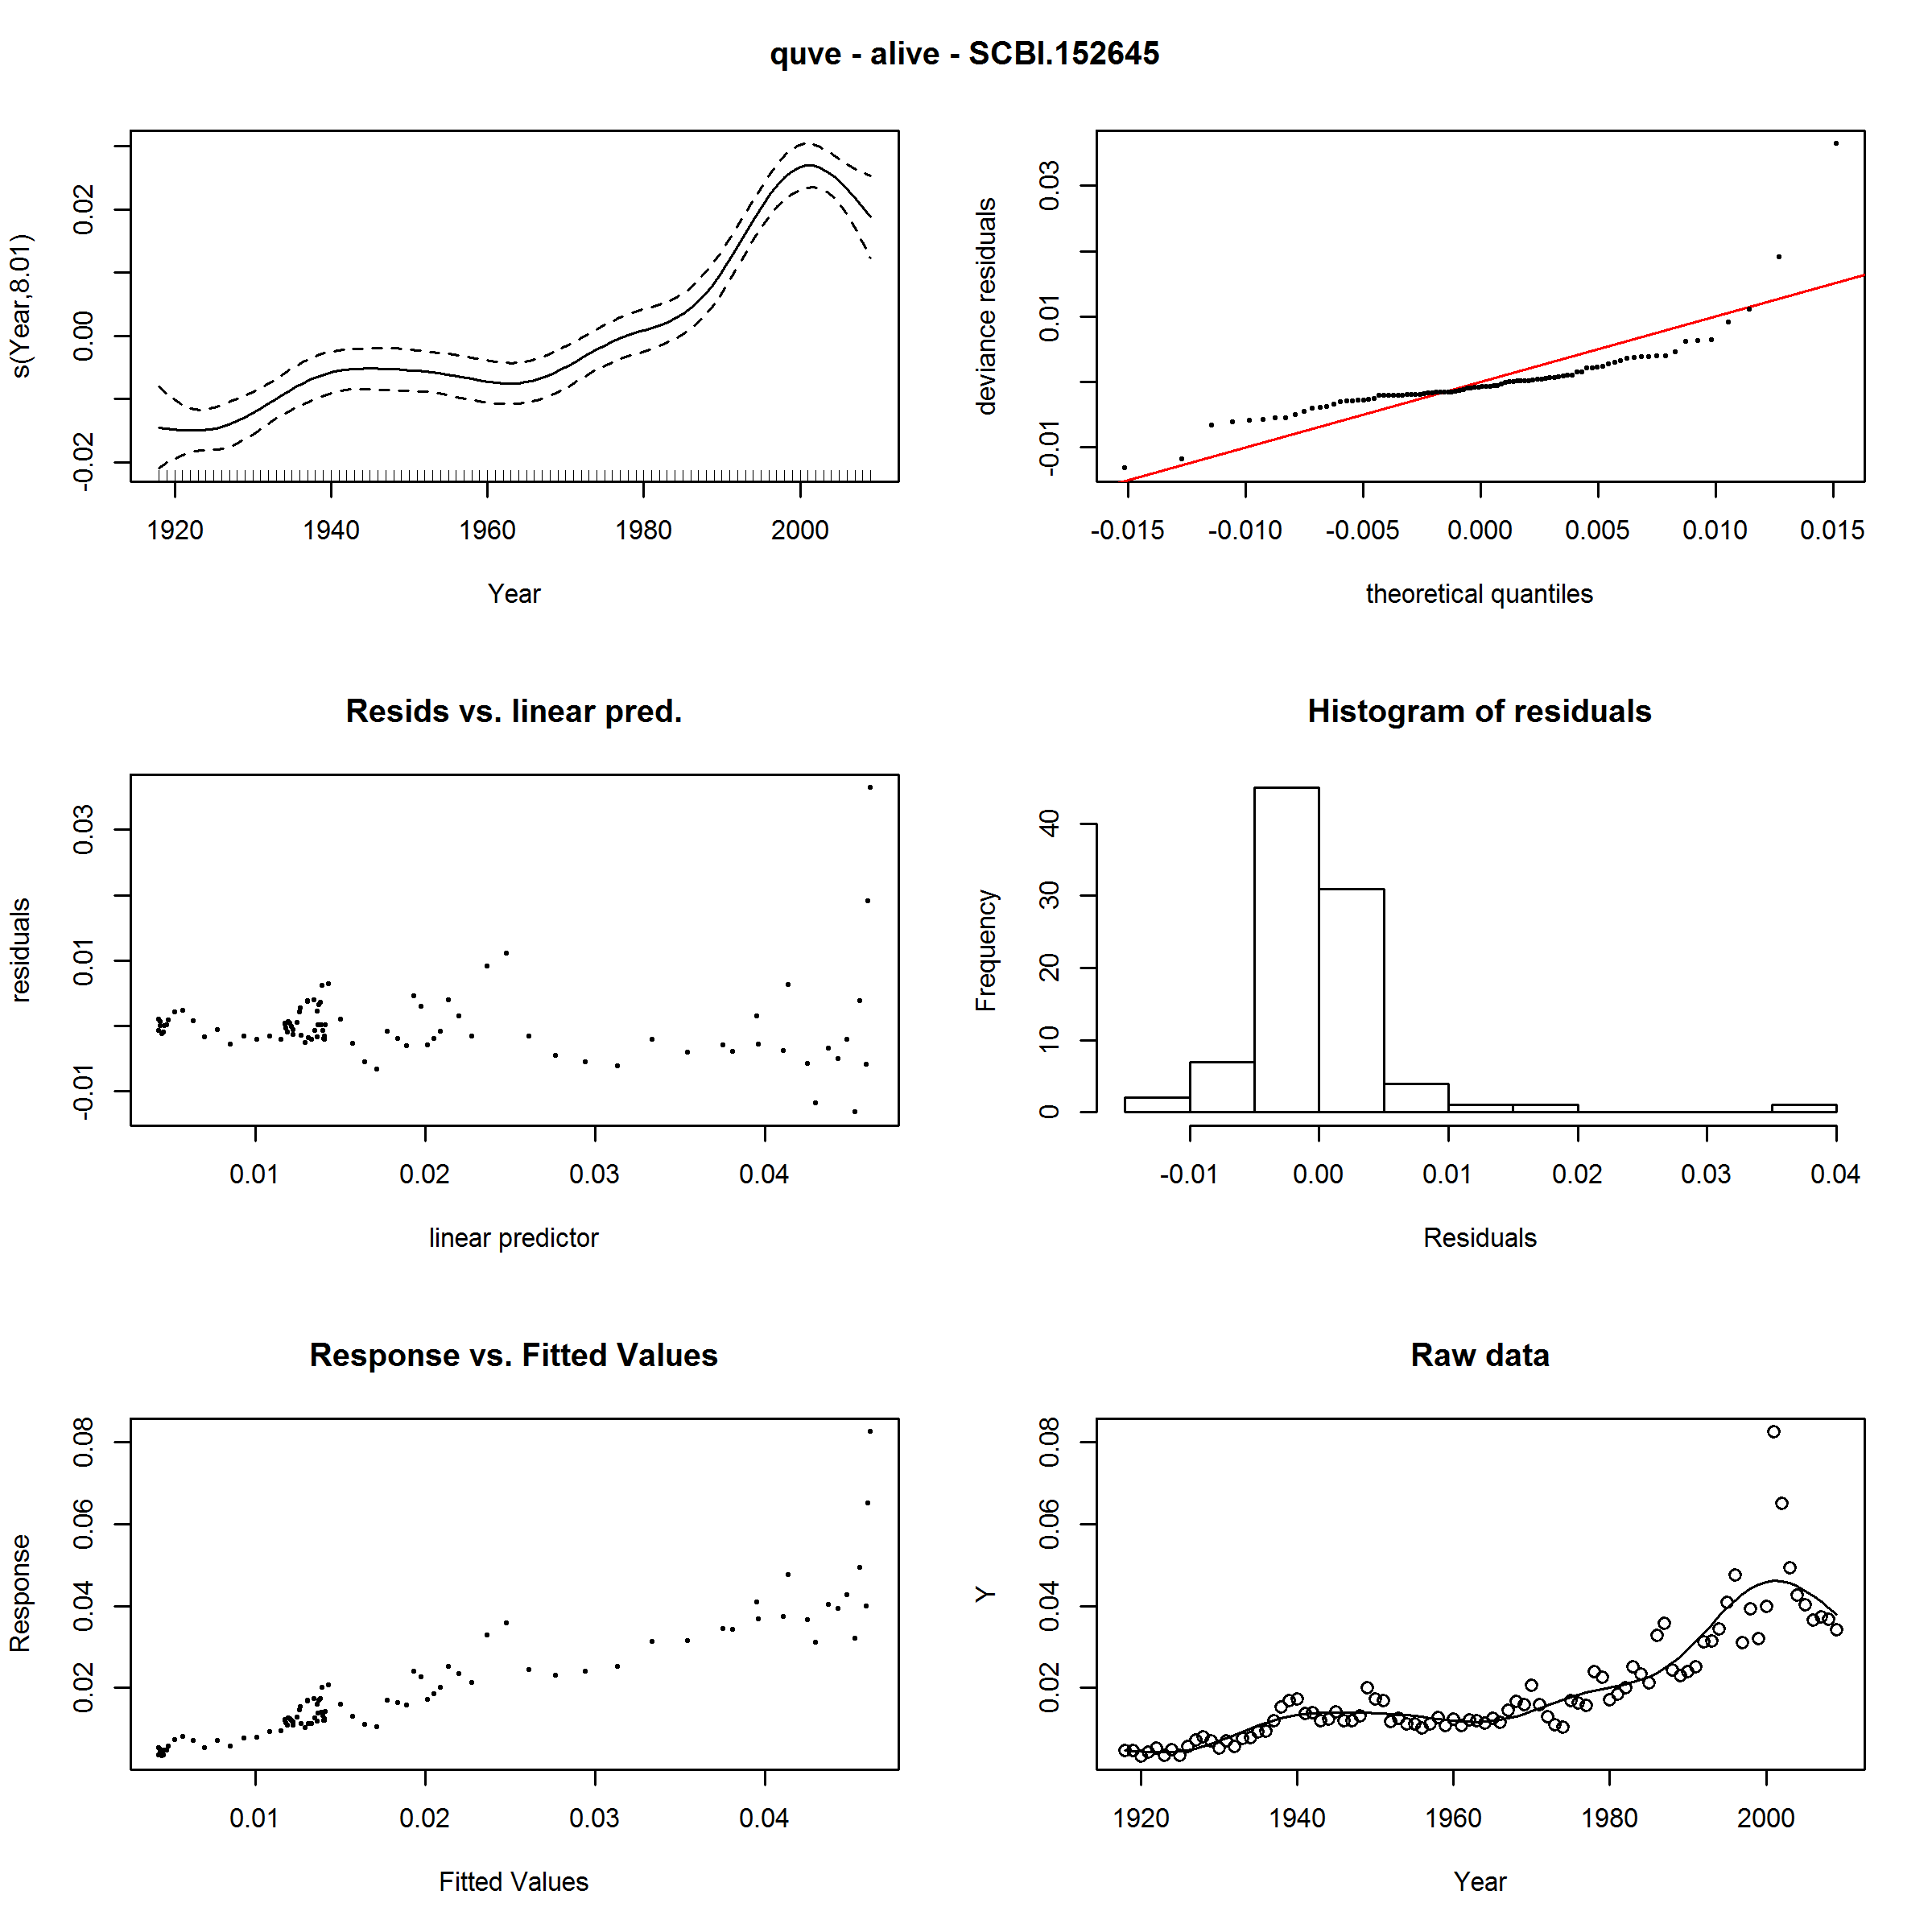 quve - alive - SCBI.152645
s(Year,8.01)
-0.02 0.00 0.02
1920 1940 1960 1980 2000
Year
deviance residuals
-0.01 0.01 0.03
-0.015 -0.010 -0.005 0.000 0.005 0.010 0.015
theoretical quantiles
Resids vs. linear pred.
residuals
-0.01 0.01 0.03
0.01 0.02 0.03 0.04
linear predictor
Histogram of residuals
Frequency
0 10 20 30 40
-0.01 0.00 0.01 0.02 0.03 0.04
Residuals
Response vs. Fitted Values
Response
0.02 0.04 0.06 0.08
0.01 0.02 0.03 0.04
Fitted Values
Raw data
Y
0.02 0.04 0.06 0.08
1920 1940 1960 1980 2000
Year